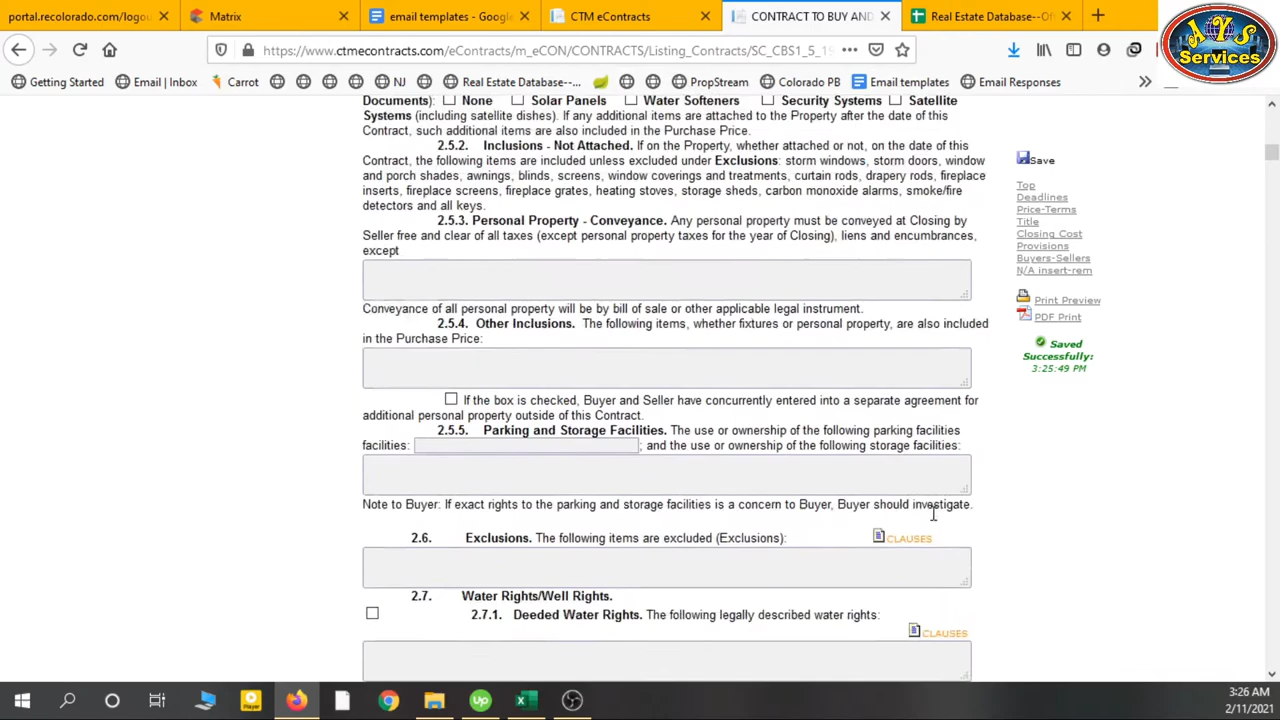 portal.recolorado.com/logou
Matrix
email templates - Google
CTM eContracts
CONTRACT TO BUY AND
Real Estate Database--Of
https://www.ctmecontracts.com/eContracts/m_eCON/CONTRACTS/Listing_Contracts/SC_CBS1_5_1
AYS
Services
Getting Started
Email | Inbox
Carrot
NJ
Real Estate Database--...
PropStream
Colorado PB
Email templates
Email Responses
Documents): None Solar Panels Water Softeners Security Systems Satellite
Systems (including satellite dishes). If any additional items are attached to the Property after the date of this
Contract, such additional items are also included in the Purchase Price.
2.5.2. Inclusions - Not Attached. If on the Property, whether attached or not, on the date of this
Contract, the following items are included unless excluded under Exclusions: storm windows, storm doors, window
and porch shades, awnings, blinds, screens, window coverings and treatments, curtain rods, drapery rods, fireplace
inserts, fireplace screens, fireplace grates, heating stoves, storage sheds, carbon monoxide alarms, smoke/fire
detectors and all keys.
2.5.3. Personal Property - Conveyance. Any personal property must be conveyed at Closing by
Seller free and clear of all taxes (except personal property taxes for the year of Closing), liens and encumbrances,
except
Conveyance of all personal property will be by bill of sale or other applicable legal instrument.
2.5.4. Other Inclusions. The following items, whether fixtures or personal property, are also included
in the Purchase Price:
If the box is checked, Buyer and Seller have concurrently entered into a separate agreement for
additional personal property outside of this Contract.
2.5.5. Parking and Storage Facilities. The use or ownership of the following parking facilities
facilities: ; and the use or ownership of the following storage facilities:
Note to Buyer: If exact rights to the parking and storage facilities is a concern to Buyer, Buyer should investigate.
2.6. Exclusions. The following items are excluded (Exclusions): CLAUSES
2.7. Water Rights/Well Rights.
2.7.1. Deeded Water Rights. The following legally described water rights:
CLAUSES
Save
Top
Deadlines
Price-Terms
Title
Closing Cost
Provisions
Buyers-Sellers
N/A insert-rem
Print Preview
PDF Print
Saved
Successfully:
3:25:49 PM
Player
3:26 AM
2/11/2021